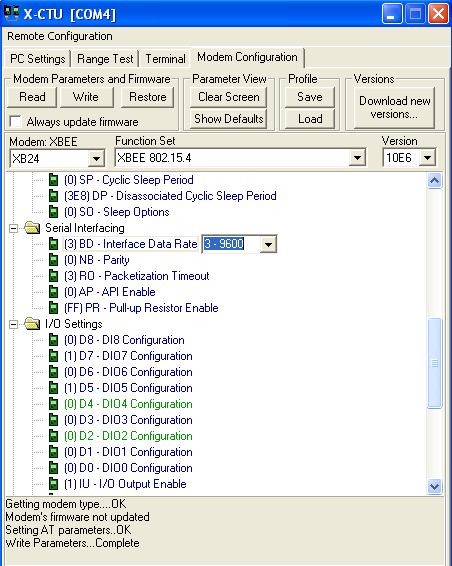 X-CTU [COM4]
Remote Configuration
PC Settings Range Test Terminal Modem Configuration
Modem Parameters and Firmware Parameter View Profile Versions
Read Write Restore Clear Screen Save Download new versions...
Always update firmware Show Defaults Load
Modem: XBEE Function Set Version
XB24 XBEE 802.15.4 10E6
(0) SP - Cyclic Sleep Period
(3E8) DP - Disassociated Cyclic Sleep Period
(0) SO - Sleep Options
Serial Interfacing
(3) BD - Interface Data Rate 3 - 9600
(0) NB - Parity
(3) RO - Packetization Timeout
(0) AP - API Enable
(FF) PR - Pull-up Resistor Enable
I/O Settings
(0) D8 - DI8 Configuration
(1) D7 - DIO7 Configuration
(0) D6 - DIO6 Configuration
(1) D5 - DIO5 Configuration
(0) D4 - DIO4 Configuration
(0) D3 - DIO3 Configuration
(0) D2 - DIO2 Configuration
(0) D1 - DIO1 Configuration
(0) D0 - DIO0 Configuration
(1) IU - I/O Output Enable
Getting modem type....OK
Modem's firmware not updated
Setting AT parameters..OK
Write Parameters...Complete